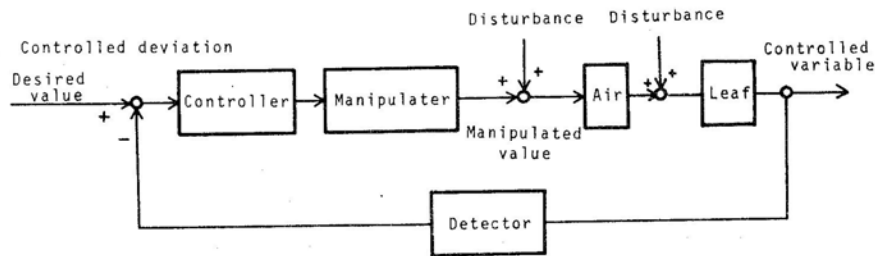 Disturbance
Disturbance
Controlled deviation
Controlled
variable
Desired
value
+
-
Controller
Manipulater
+
+
Manipulated
value
Air
+
+
Leaf
Detector